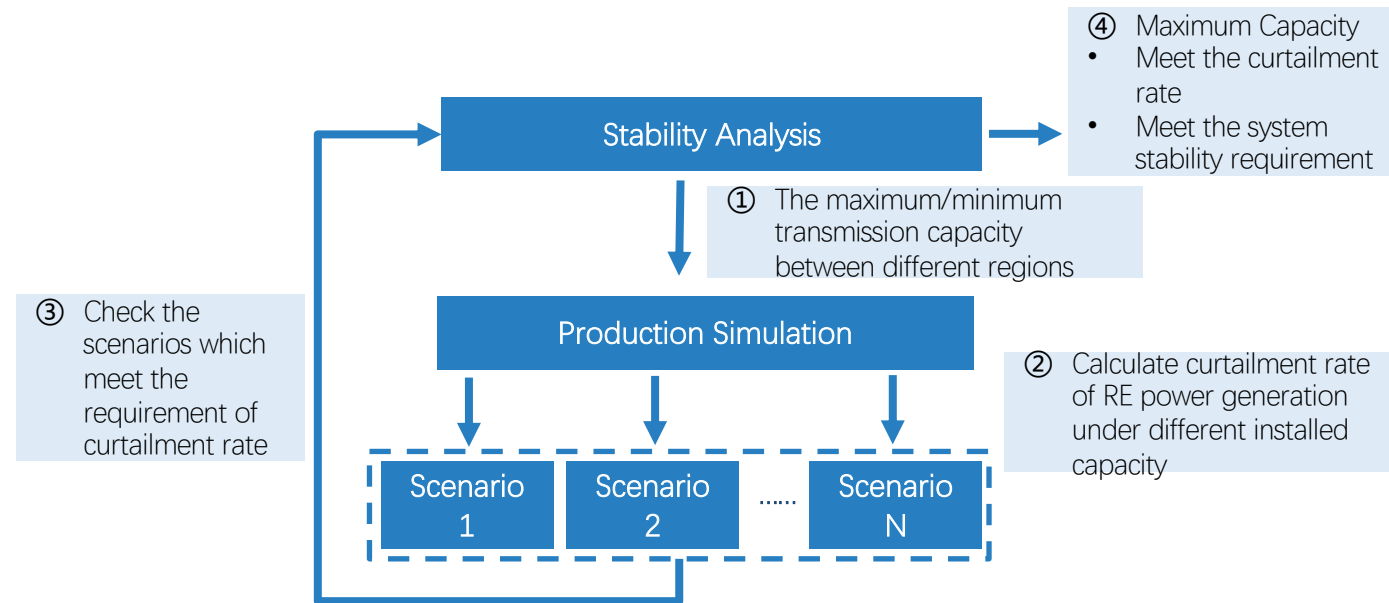 ④ Maximum Capacity
• Meet the curtailment
rate
• Meet the system
stability requirement
Stability Analysis
① The maximum/minimum
transmission capacity
between different regions
③ Check the
scenarios which
meet the
requirement of
curtailment rate
Production Simulation
② Calculate curtailment rate
of RE power generation
under different installed
capacity
Scenario
1
Scenario
2
......
Scenario
N